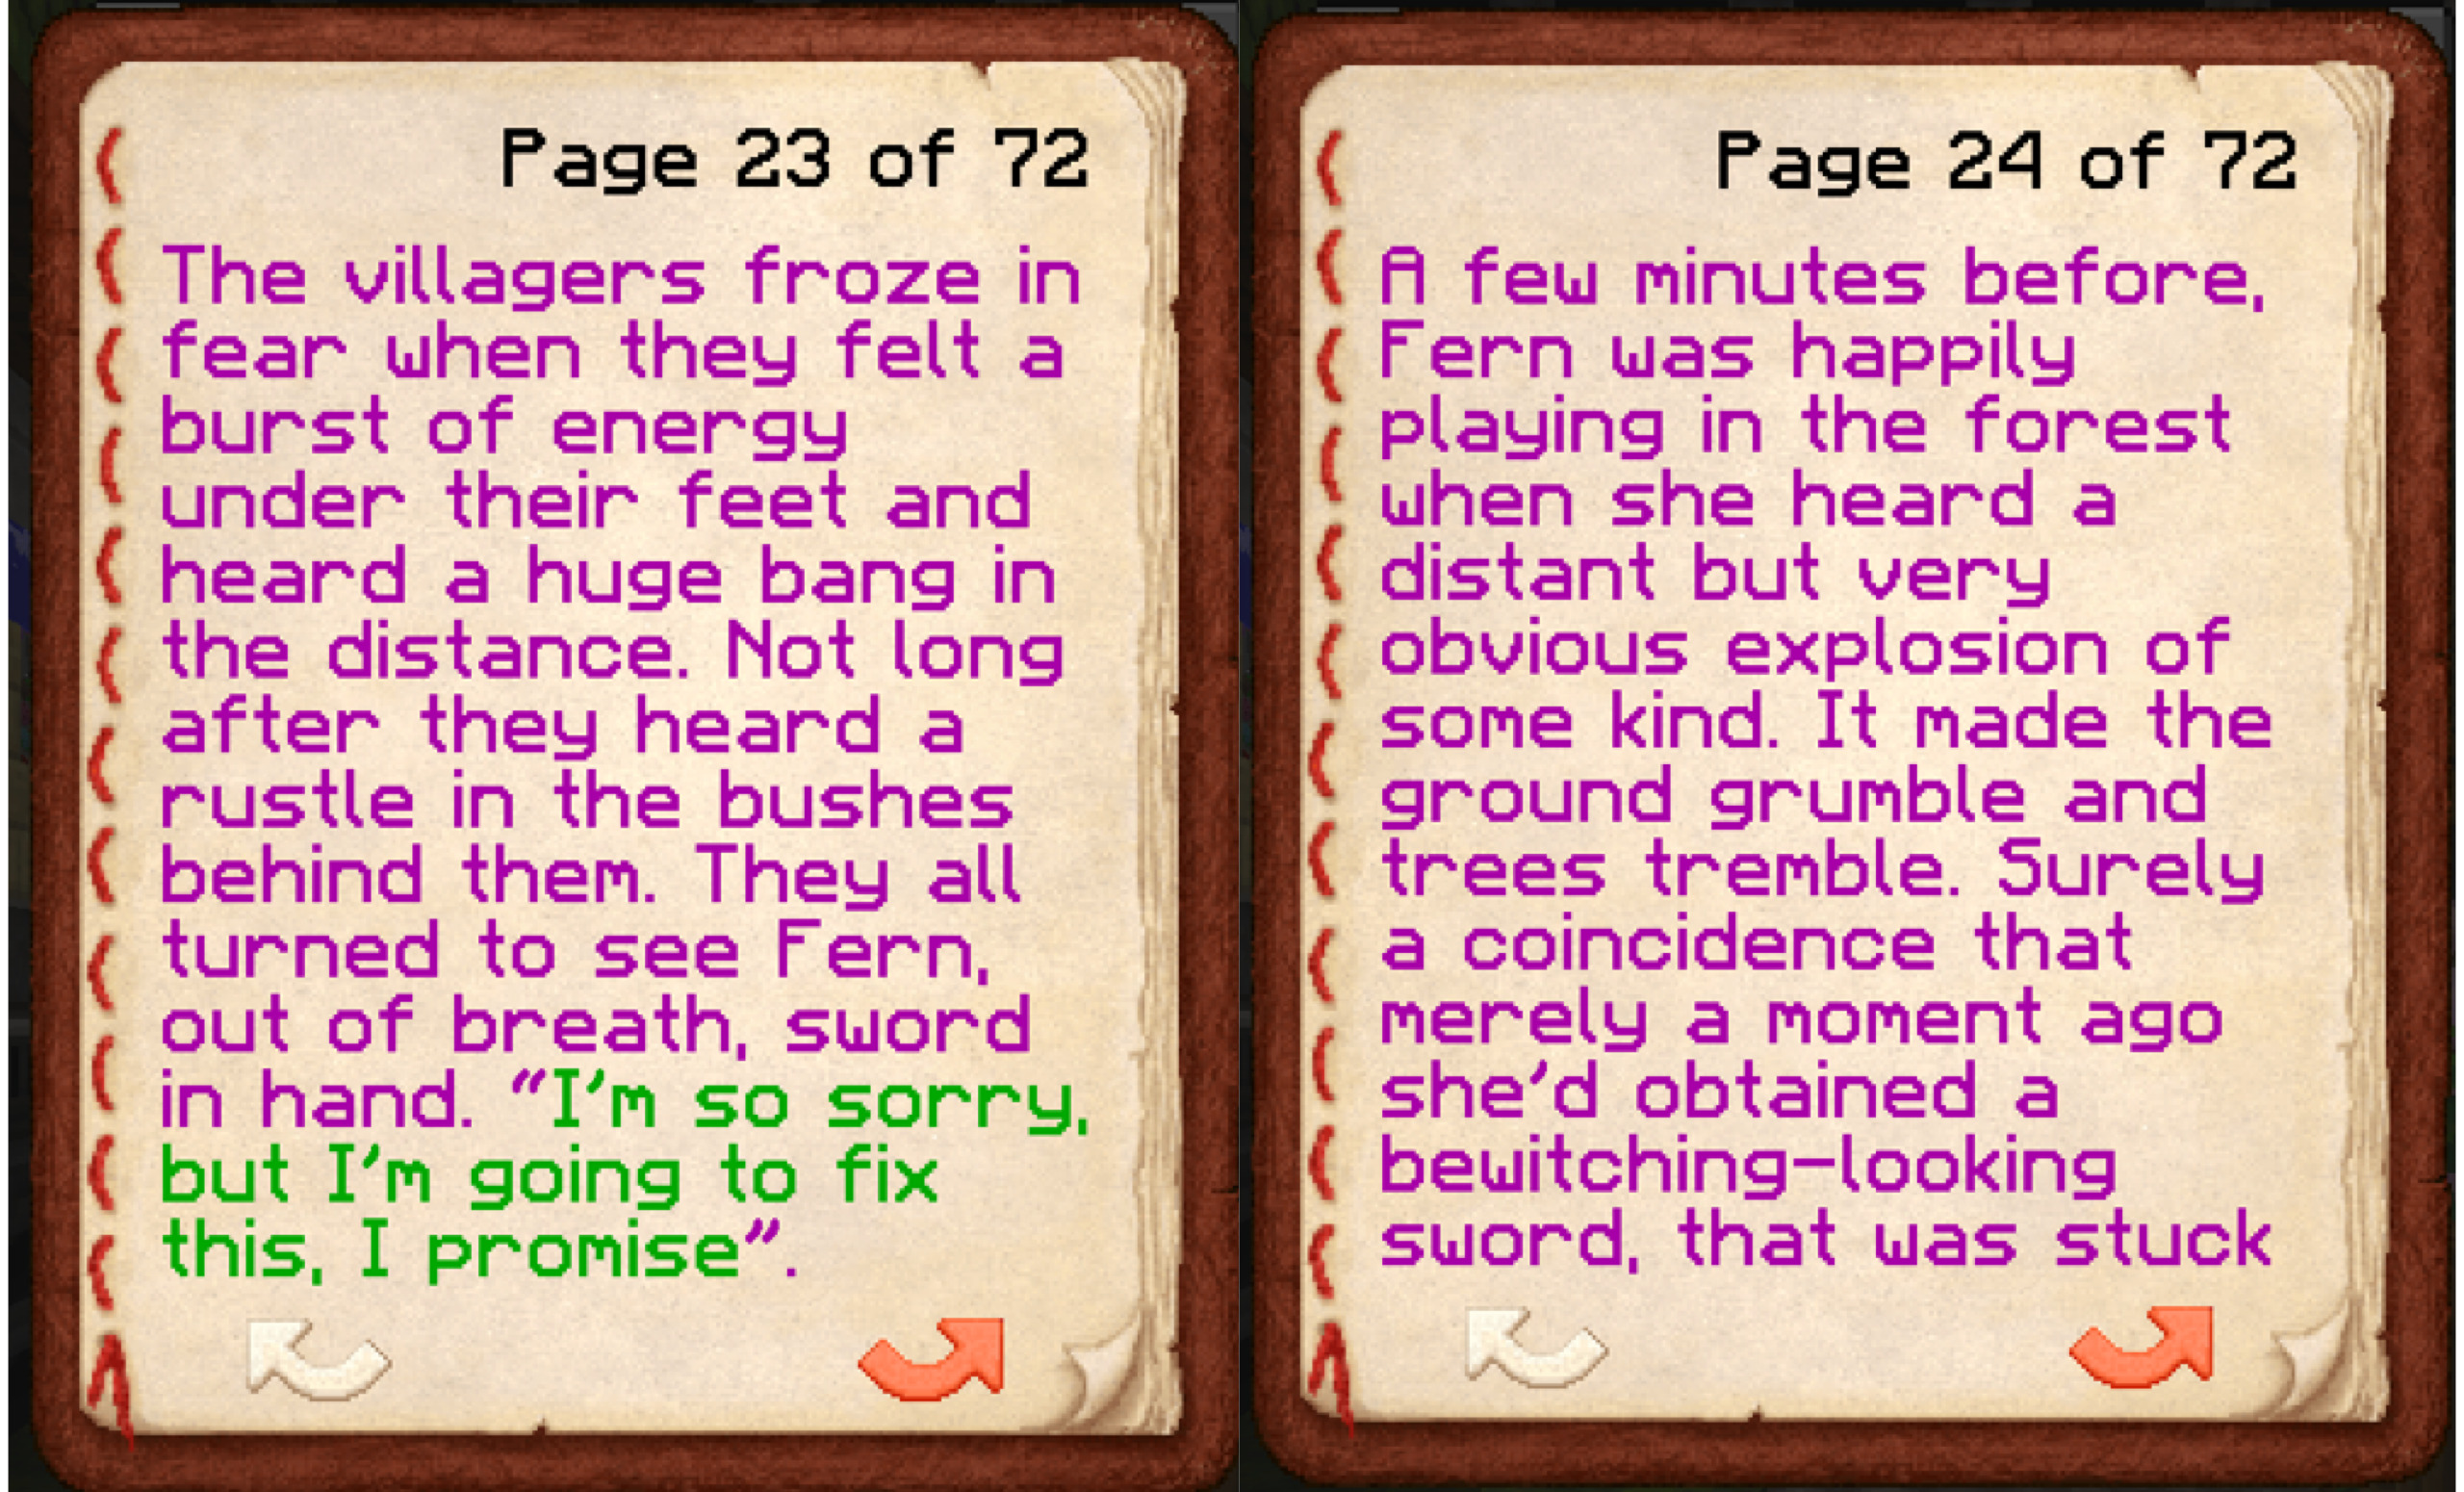 Page 23 of 72
The villagers froze in
fear when they felt a
burst of energy
under their feet and
heard a huge bang in
the distance. Not long
after they heard a
rustle in the bushes
behind them. They all
turned to see Fern,
out of breath, sword
in hand. “I’m so sorry,
but I’m going to fix
this, I promise”.
Page 24 of 72
A few minutes before,
Fern was happily
playing in the forest
when she heard a
distant but very
obvious explosion of
some kind. It made the
ground grumble and
trees tremble. Surely
a coincidence that
merely a moment ago
she’d obtained a
bewitching-looking
sword, that was stuck